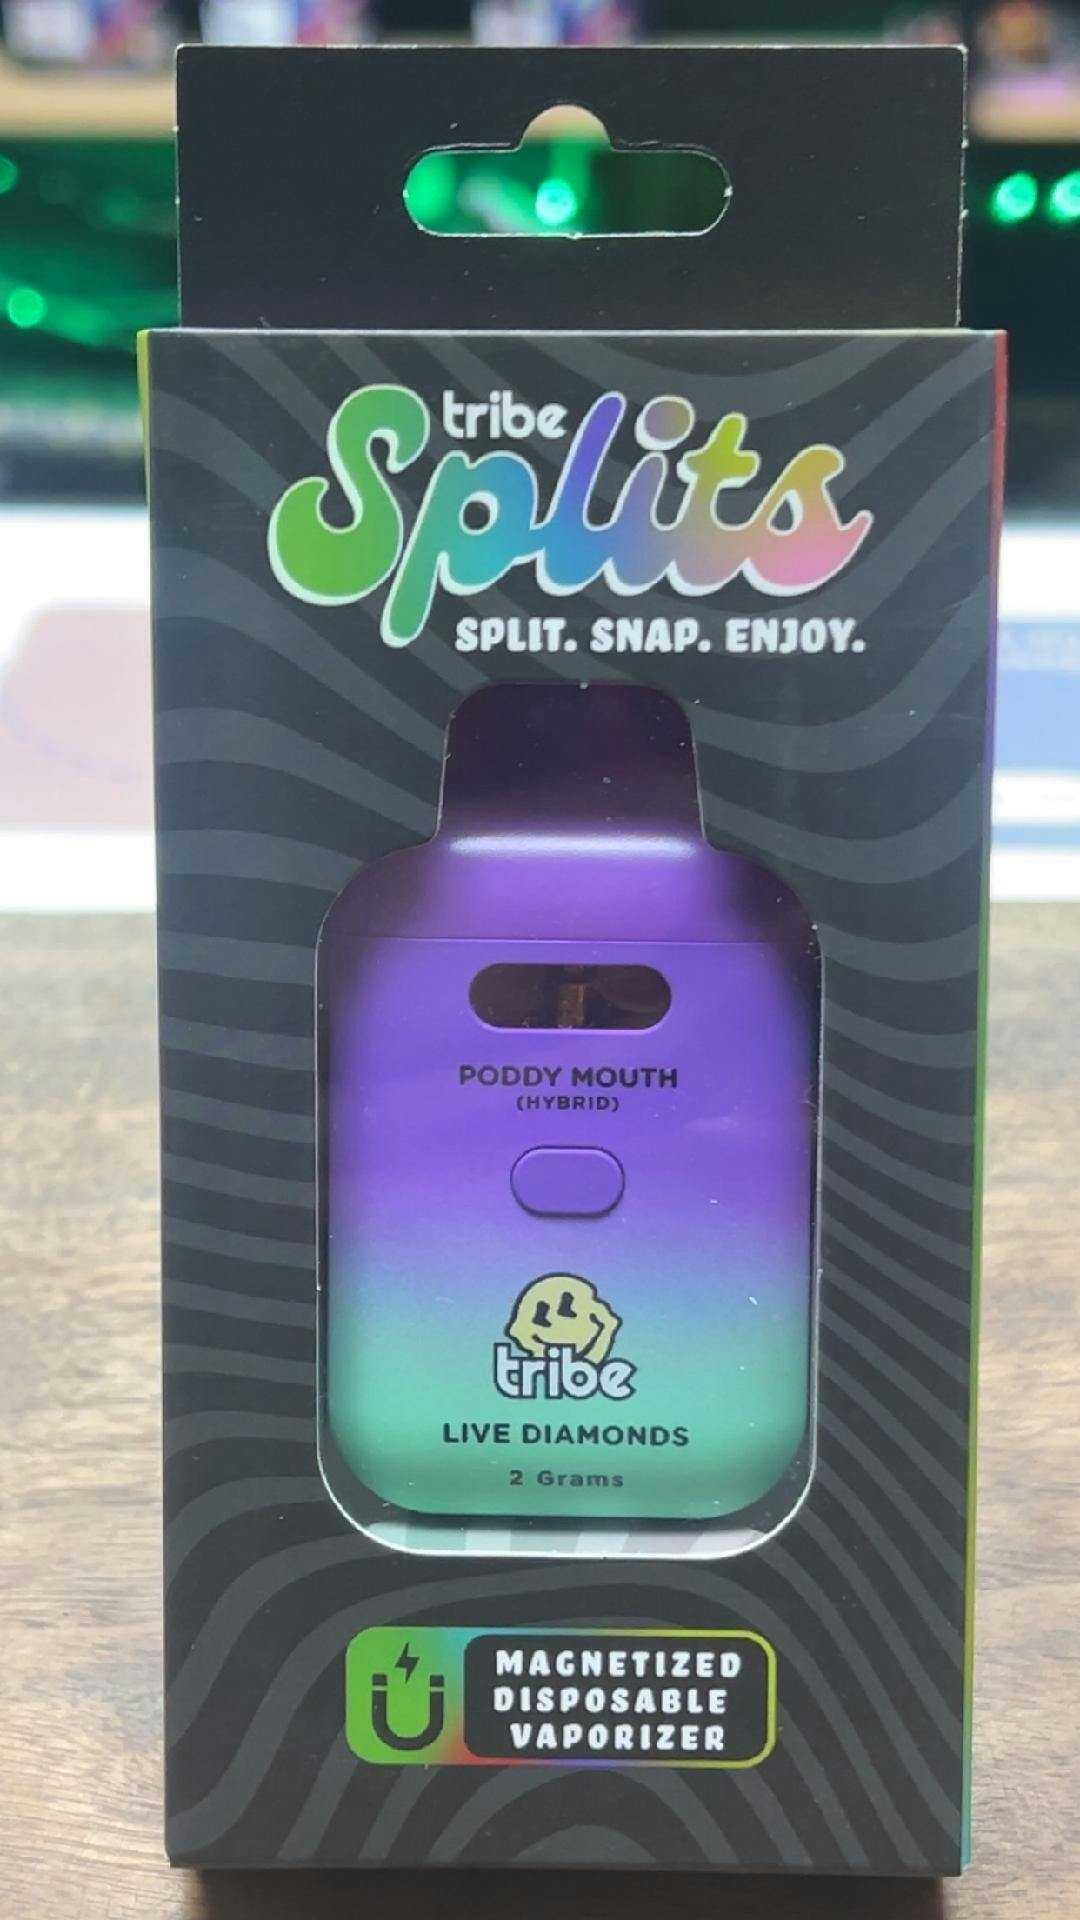 tribe
Splits
SPLIT. SNAP. ENJOY.
PODDY MOUTH
(HYBRID)
tribe
LIVE DIAMONDS
2 Grams
MAGNETIZED
DISPOSABLE
VAPORIZER